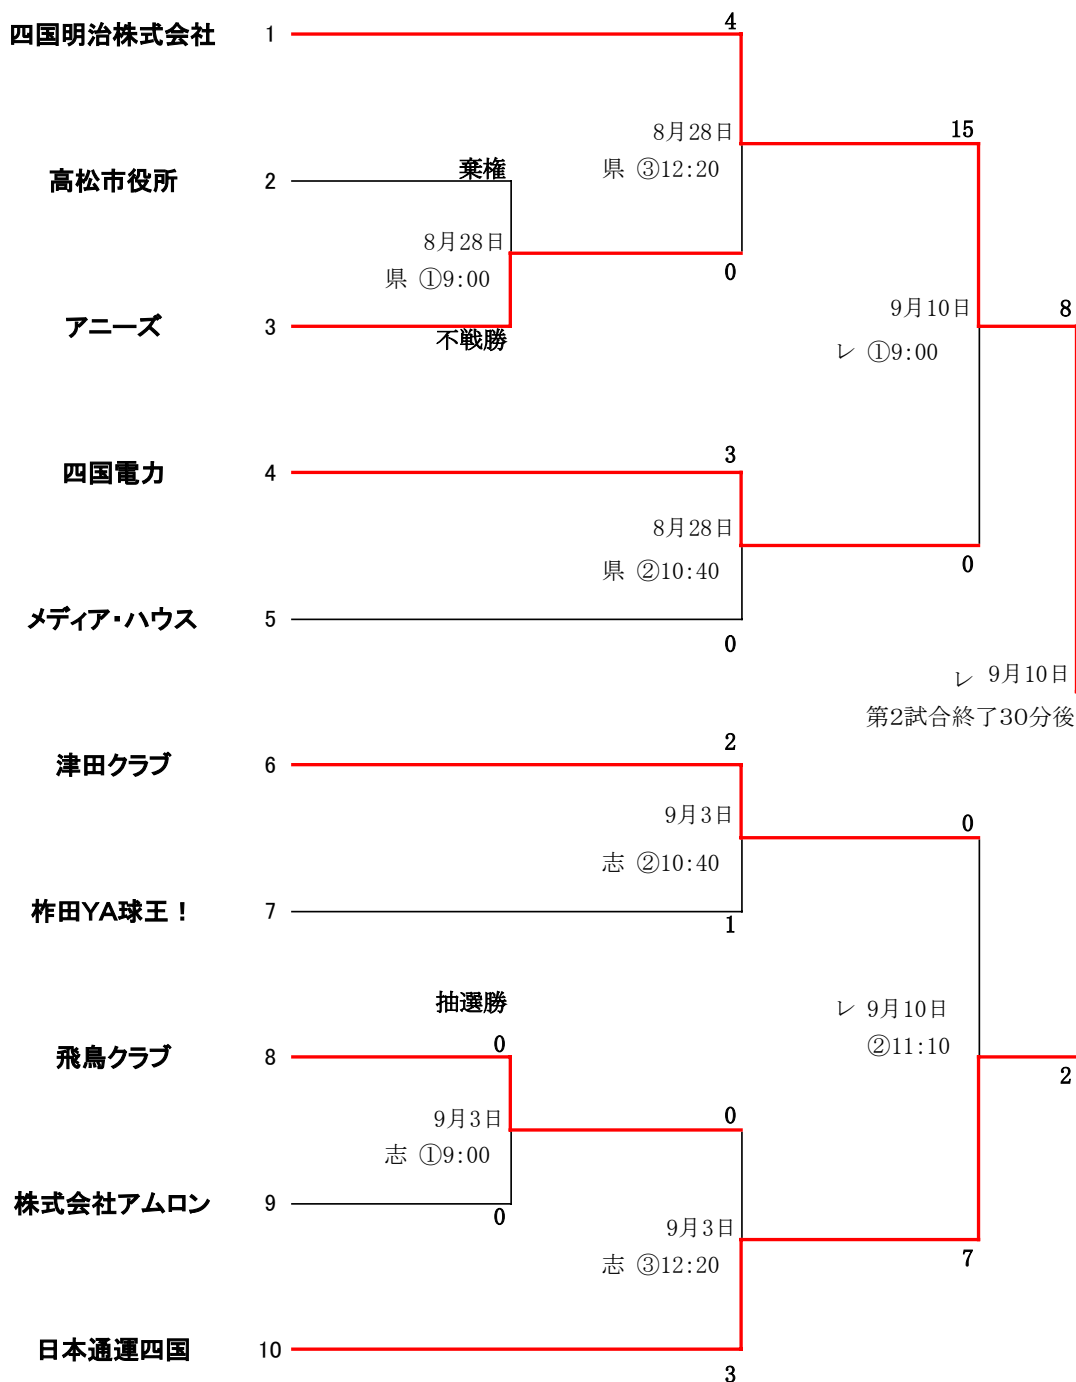 4
四国明治株式会社 1
8月28日
15
県 ③12:20
高松市役所 2
棄権
8月28日
県 ①9:00
0
9月10日
8
アニーズ 3
不戦勝
レ ①9:00
3
四国電力 4
8月28日
県 ②10:40
0
メディア・ハウス 5
0
レ 9月10日
第2試合終了30分後
2
津田クラブ 6
9月3日
0
志 ②10:40
柞田YA球王！ 7
1
抽選勝
レ 9月10日
②11:10
0
飛鳥クラブ 8
2
9月3日
0
志 ①9:00
株式会社アムロン 9
0
9月3日
志 ③12:20
7
日本通運四国 10
3